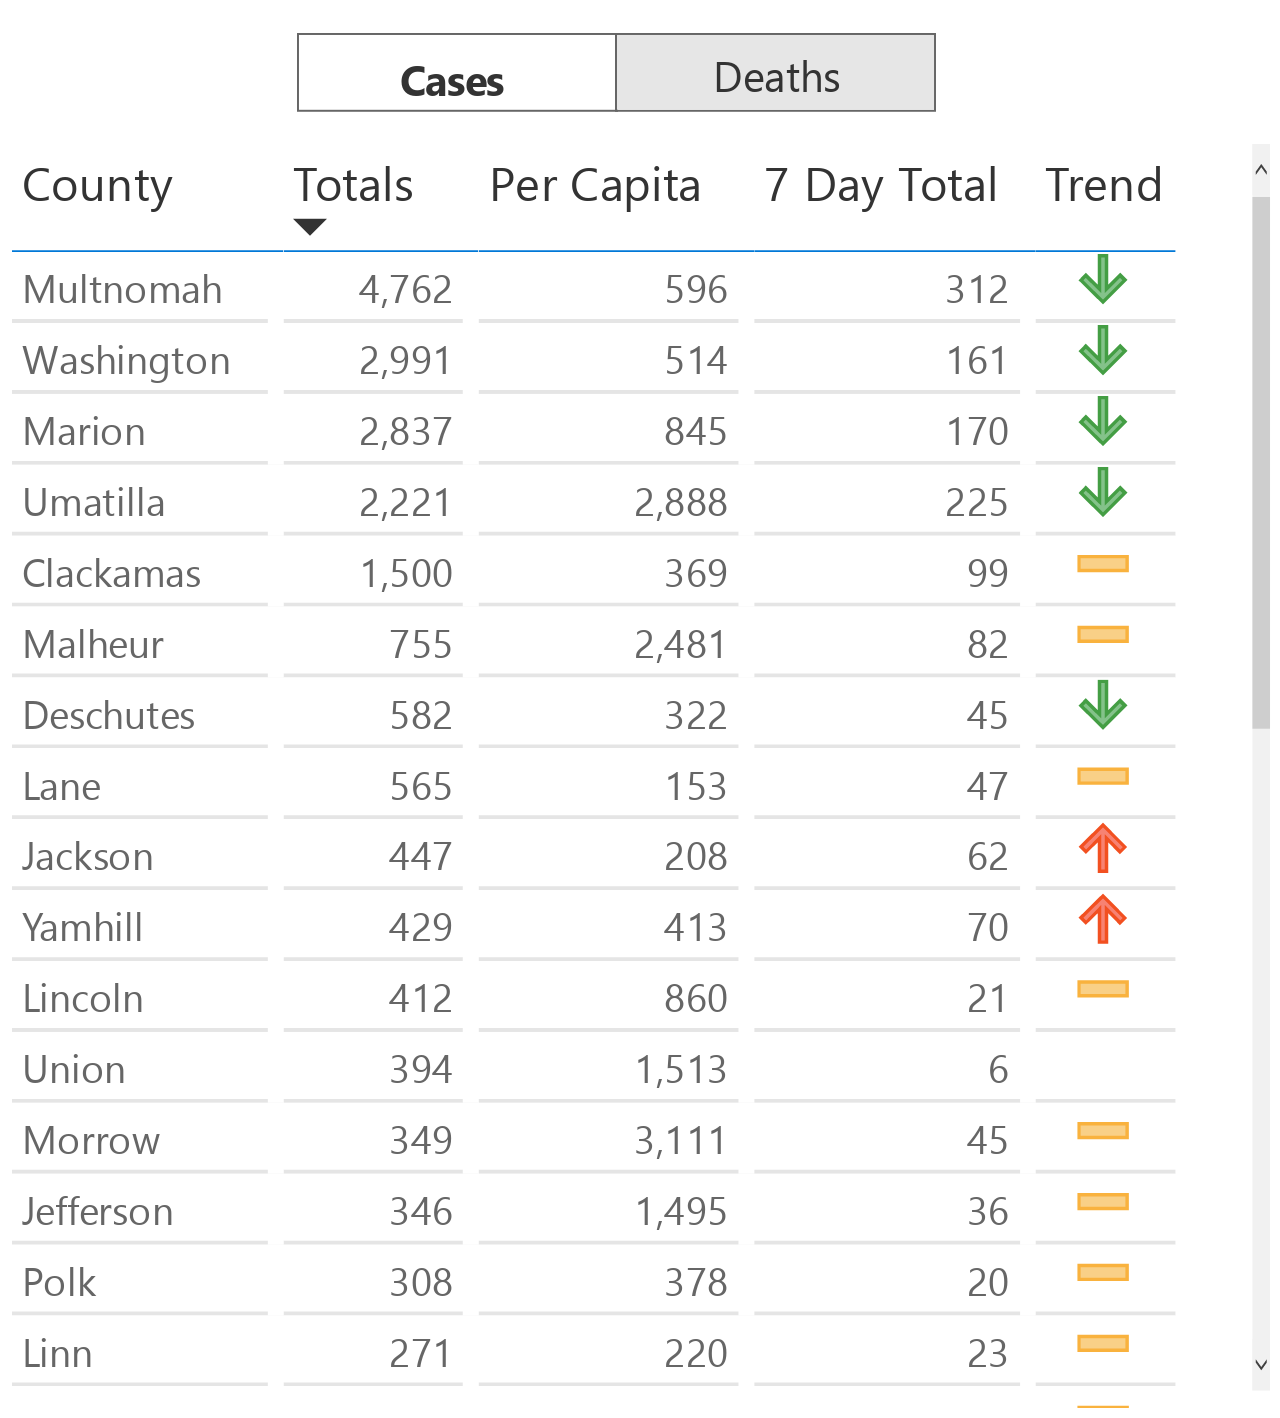 Cases Deaths
County Totals Per Capita 7 Day Total Trend
Multnomah 4,762 596 312
Washington 2,991 514 161
Marion 2,837 845 170
Umatilla 2,221 2,888 225
Clackamas 1,500 369 99
Malheur 755 2,481 82
Deschutes 582 322 45
Lane 565 153 47
Jackson 447 208 62
Yamhill 429 413 70
Lincoln 412 860 21
Union 394 1,513 6
Morrow 349 3,111 45
Jefferson 346 1,495 36
Polk 308 378 20
Linn 271 220 23